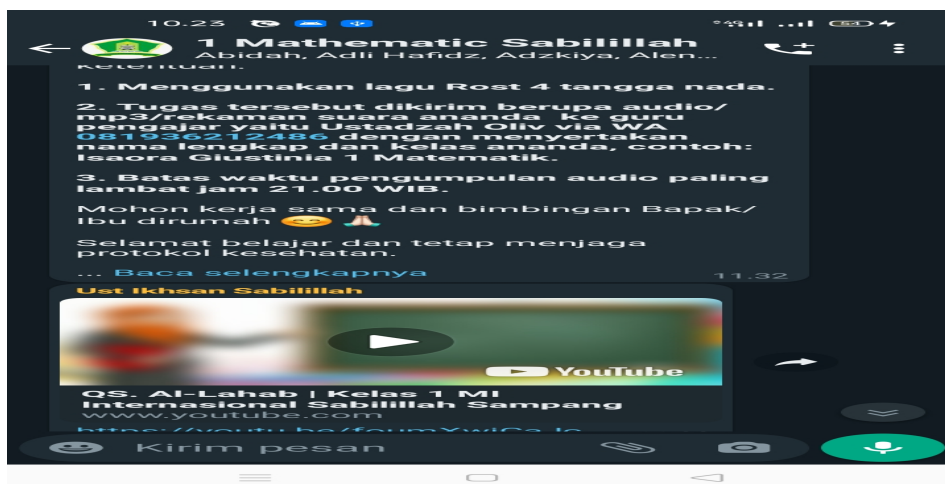 10.23
4G 54
1 Mathematic Sabilillah
Abidah, Adli Hafidz, Adzkiya, Alen...
ketentuan:
1. Menggunakan lagu Rost 4 tangga nada.
2. Tugas tersebut dikirim berupa audio/
mp3/rekaman suara ananda ke guru
pengajar yaitu Ustadzah Oliv via WA
081936212486 dengan menyertakan
nama lengkap dan kelas ananda, contoh:
Isaora Giustinia 1 Matematik.
3. Batas waktu pengumpulan audio paling
lambat jam 21.00 WIB.
Mohon kerja sama dan bimbingan Bapak/
Ibu dirumah 😊 🙏🏻
Selamat belajar dan tetap menjaga
protokol kesehatan.
... Baca selengkapnya
11.32
Ust Ikhsan Sabilillah
YouTube
QS. Al-Lahab | Kelas 1 MI
Internasional Sabilillah Sampang
www.youtube.com
Kirim pesan